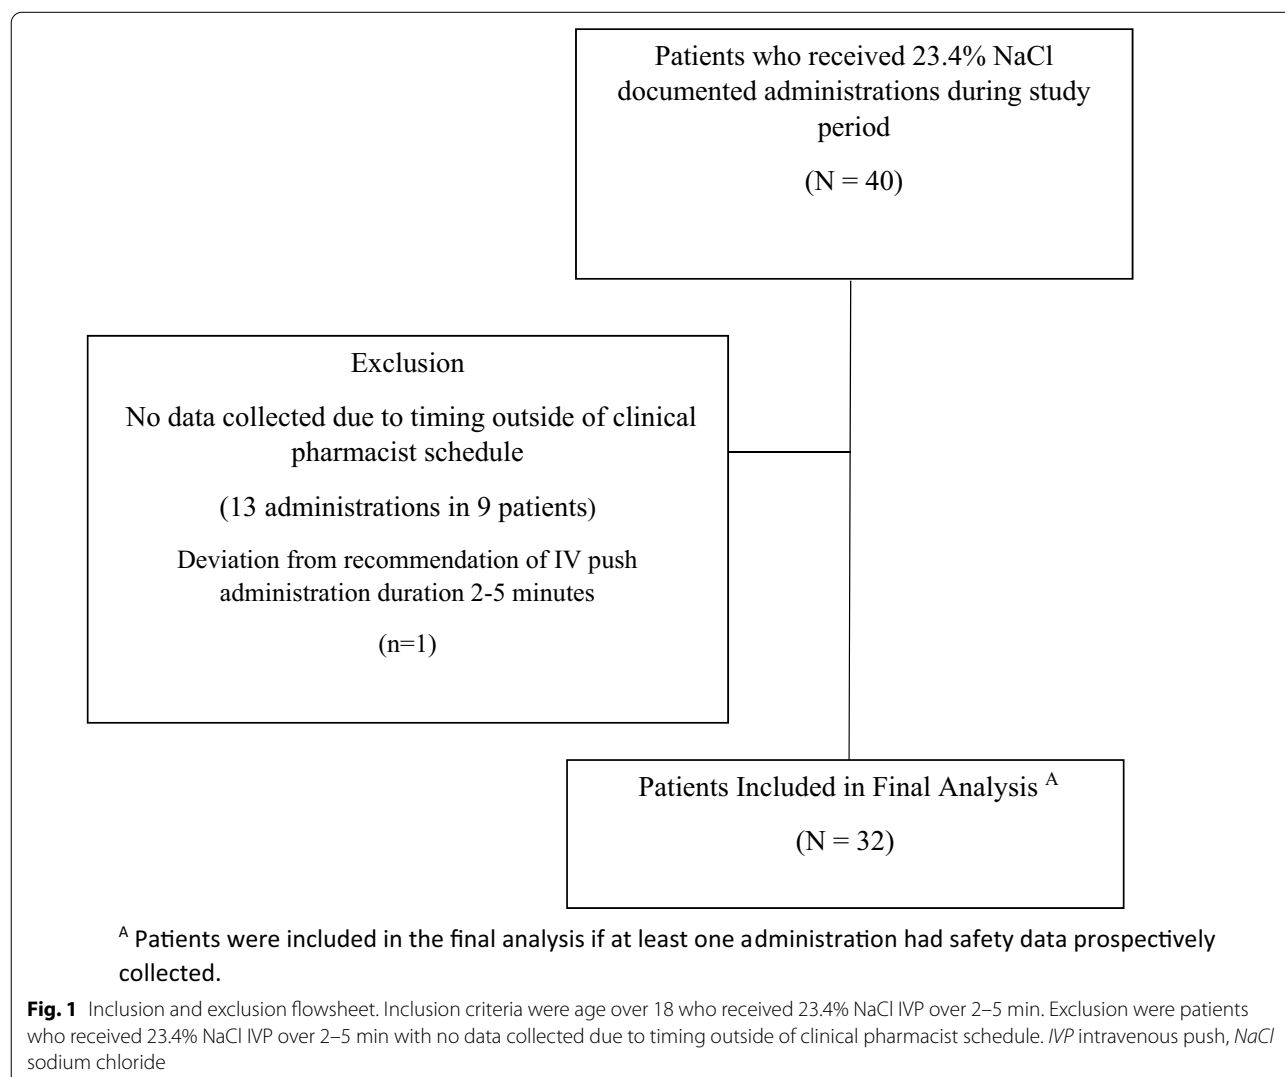 Patients who received 23.4% NaCl
documented administrations during study
period
(N = 40)
Exclusion
No data collected due to timing outside of clinical
pharmacist schedule
(13 administrations in 9 patients)
Deviation from recommendation of IV push
administration duration 2-5 minutes
(n=1)
Patients Included in Final Analysis A
(N = 32)
A Patients were included in the final analysis if at least one administration had safety data prospectively
collected.
Fig. 1 Inclusion and exclusion flowsheet. Inclusion criteria were age over 18 who received 23.4% NaCl IVP over 2–5 min. Exclusion were patients
who received 23.4% NaCl IVP over 2–5 min with no data collected due to timing outside of clinical pharmacist schedule. IVP intravenous push, NaCl
sodium chloride